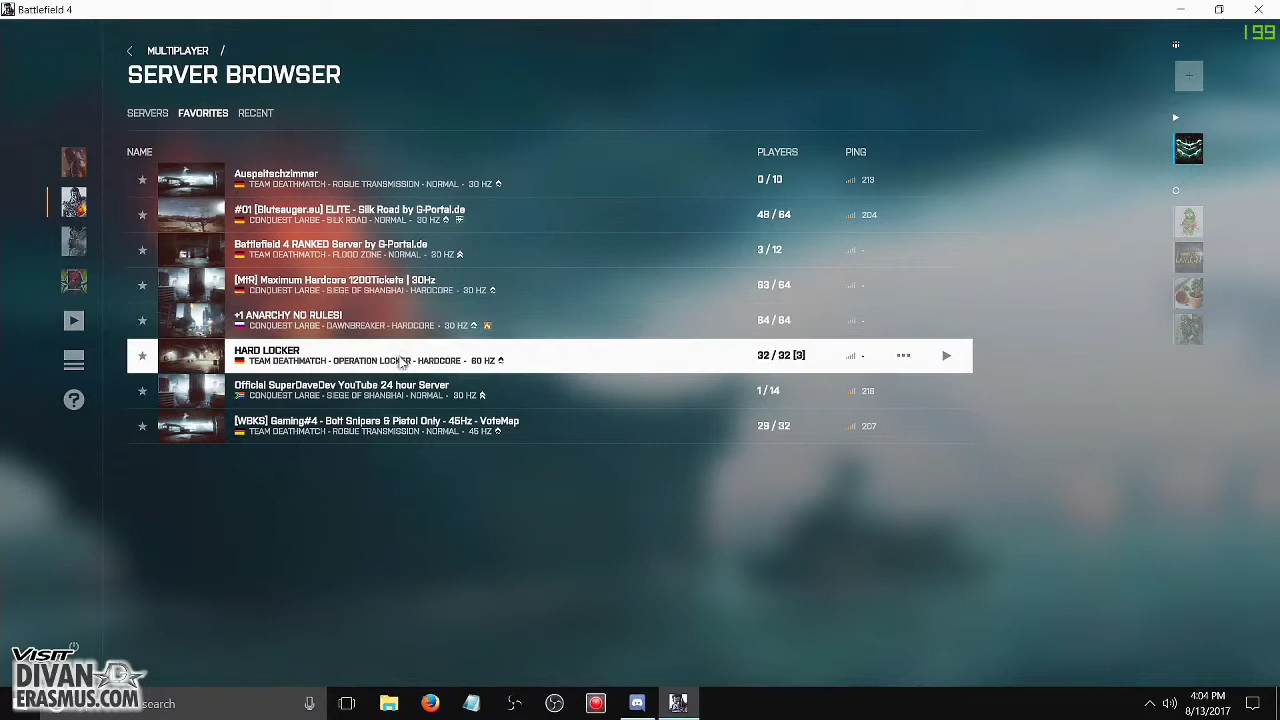 Battlefield 4
199
MULTIPLAYER /
SERVER BROWSER
SERVERS FAVORITES RECENT
NAME PLAYERS PING
Auspeitschzimmer
TEAM DEATHMATCH - ROGUE TRANSMISSION - NORMAL - 30 HZ
0 / 10 213
#01 [Blutsauger.eu] ELITE - Silk Road by G-Portal.de
CONQUEST LARGE - SILK ROAD - NORMAL - 30 HZ
48 / 64 204
Battlefield 4 RANKED Server by G-Portal.de
TEAM DEATHMATCH - FLOOD ZONE - NORMAL - 30 HZ
3 / 12 -
[MtR] Maximum Hardcore 1200Tickets | 30Hz
CONQUEST LARGE - SIEGE OF SHANGHAI - HARDCORE - 30 HZ
63 / 64 -
+1 ANARCHY NO RULES!
CONQUEST LARGE - DAWNBREAKER - HARDCORE - 30 HZ
64 / 64 -
HARD LOCKER
TEAM DEATHMATCH - OPERATION LOCKER - HARDCORE - 60 HZ
32 / 32 [3] -
Official SuperDaveDev YouTube 24 hour Server
CONQUEST LARGE - SIEGE OF SHANGHAI - NORMAL - 30 HZ
1 / 14 216
[WBKS] Gaming#4 - Bolt Snipers & Pistol Only - 45Hz - VoteMap
TEAM DEATHMATCH - ROGUE TRANSMISSION - NORMAL - 45 HZ
29 / 32 207
VISIT
DIVAN
ERASMUS.COM
search
4:04 PM
8/13/2017